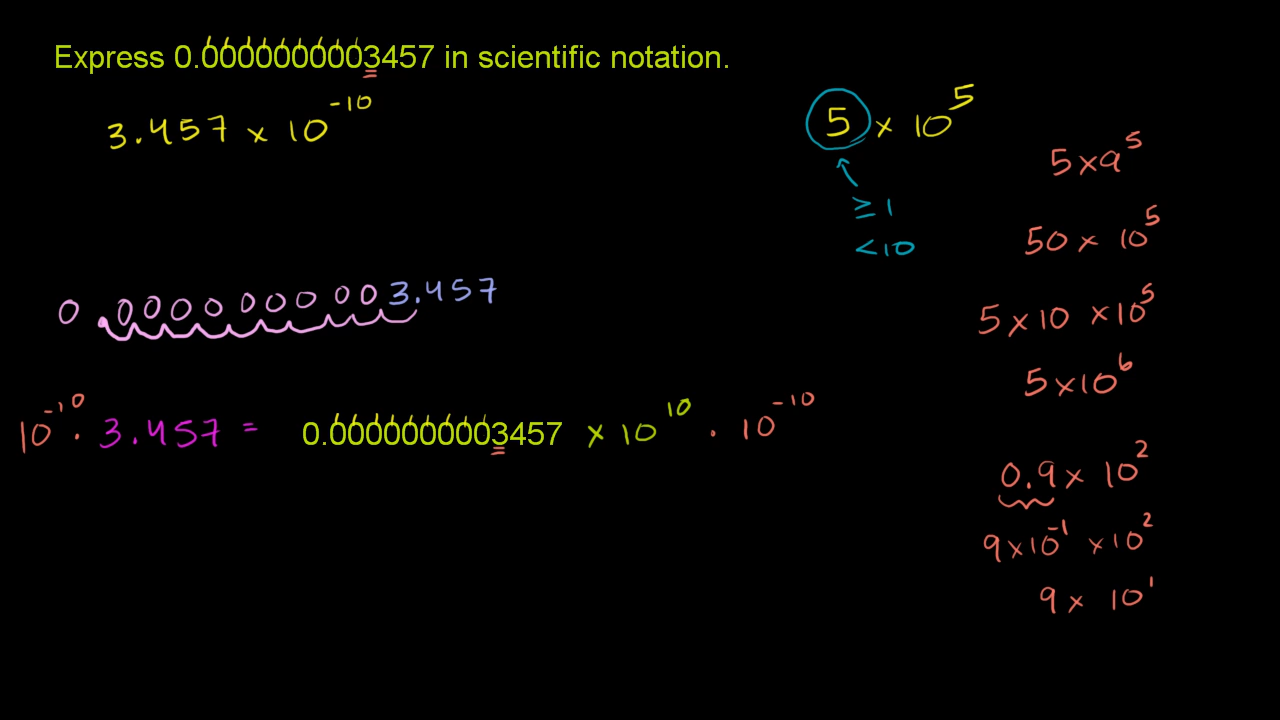 Express 0.0000000003457 in scientific notation.
3.457 × 10^-10
5 × 10^5
≥1
<10
5×9^5
50 × 10^5
5 × 10 × 10^5
5×10^6
0.0000000003.457
10^-10 · 3.457 = 0.0000000003457 × 10^10 · 10^-10
0.9 × 10^2
9×10^-1 ×10^2
9 × 10^1